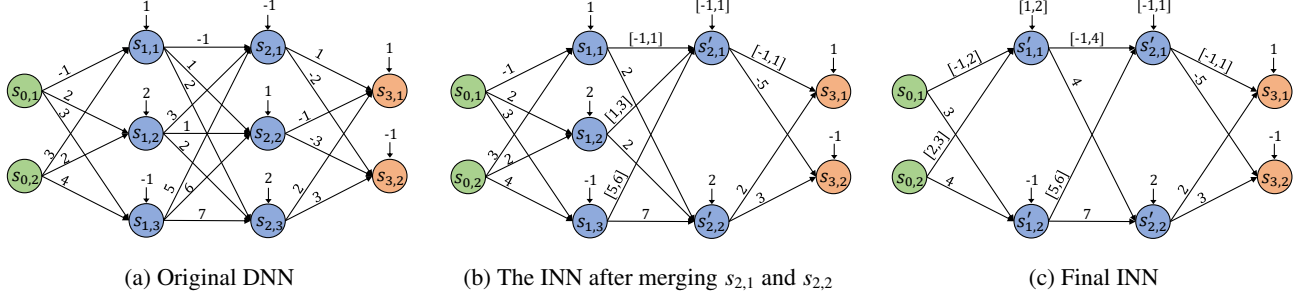 1
-1
s1,1
-1
s2,1
1
-1
1
2
1
-2
s3,1
s0,1
2
2
1
-1
3
3
s1,2
1
s2,2
-1
-3
2
s0,2
3
2
4
-1
5
6
2
2
3
s3,2
s1,3
7
s2,3
(a) Original DNN
1
[-1,1]
s1,1
[-1,1]
s′2,1
[-1,1]
1
-1
2
-5
s3,1
s0,1
2
2
[1,3]
-1
3
s1,2
2
s0,2
3
2
4
-1
[5,6]
2
2
3
s3,2
s1,3
7
s′2,2
(b) The INN after merging s2,1 and s2,2
[1,2]
[-1,1]
s′1,1
[-1,4]
s′2,1
[-1,1]
1
[-1,2]
4
-5
s3,1
s0,1
3
-1
[2,3]
s0,2
4
-1
[5,6]
2
2
3
s3,2
s′1,2
7
s′2,2
(c) Final INN